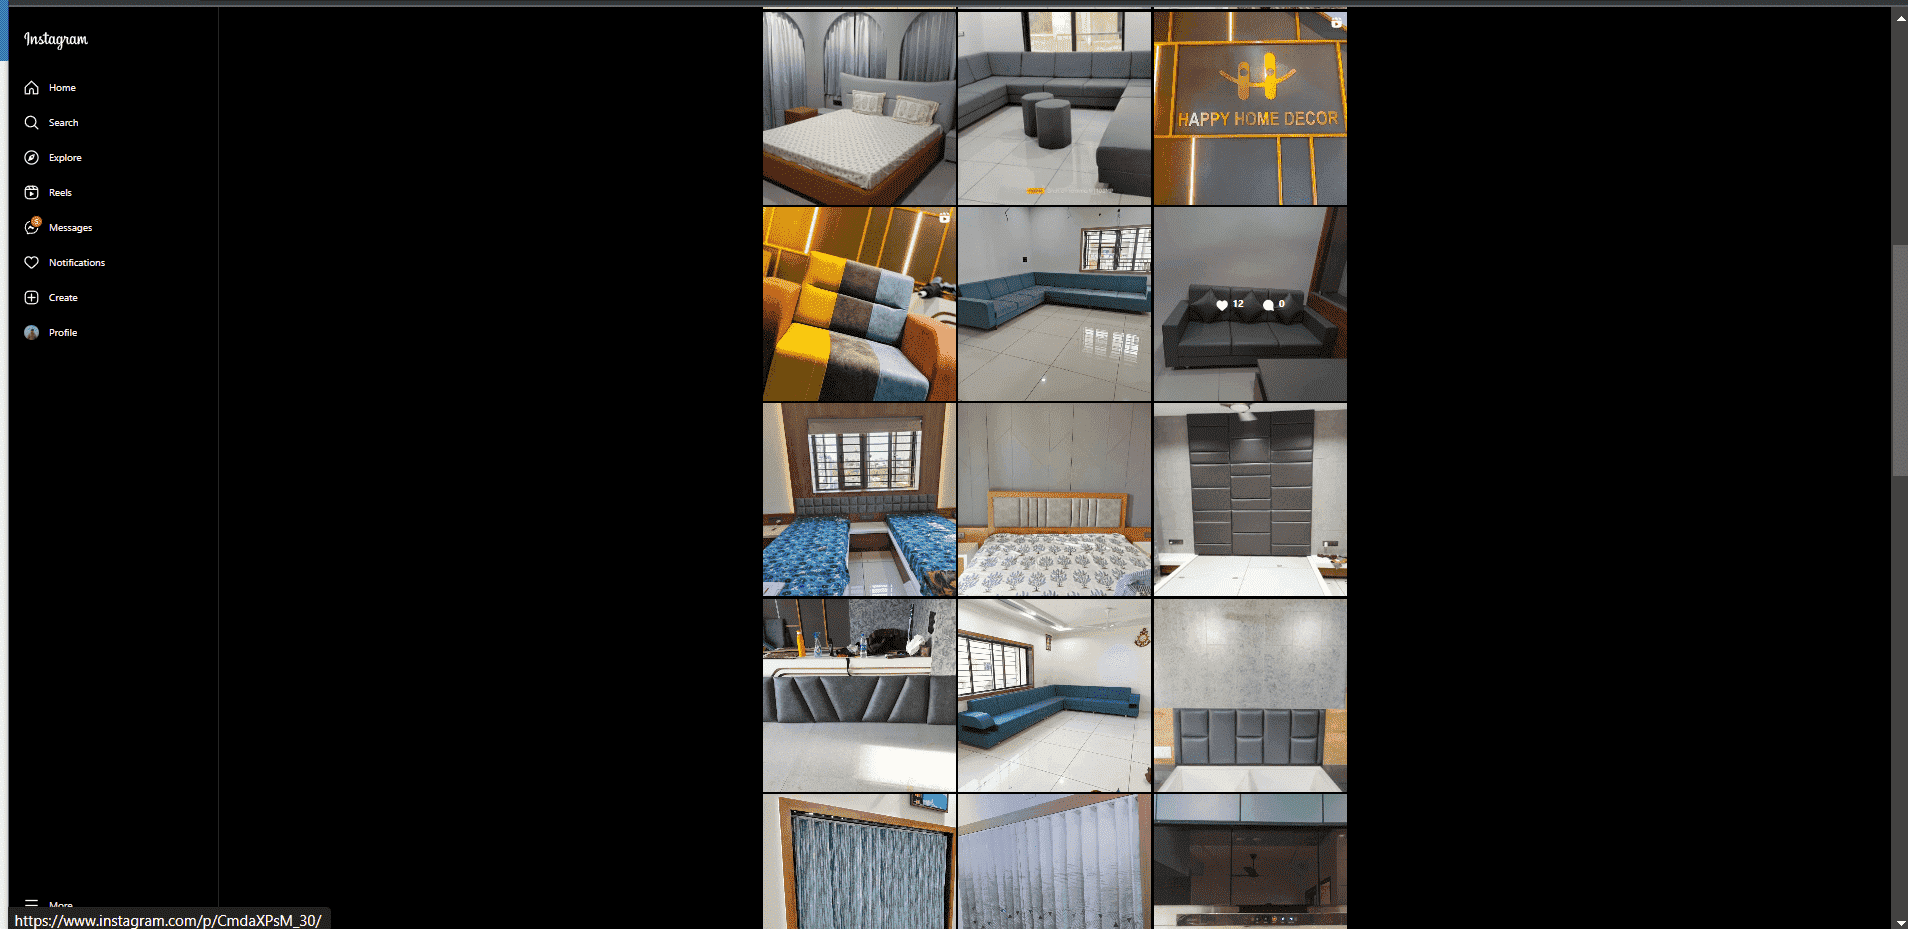 Instagram
Home
Search
Explore
Reels
Messages
Notifications
Create
Profile
More
https://www.instagram.com/p/CmdaXPsM_30/
HAPPY HOME DECOR
12
0